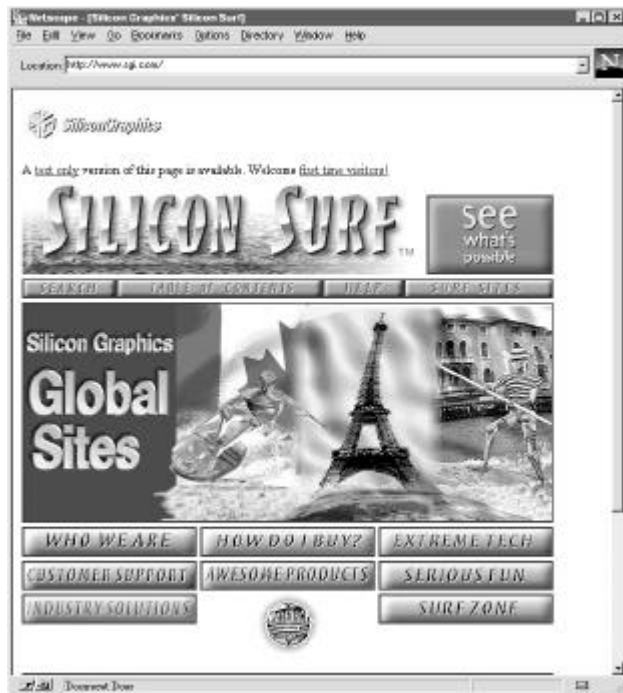 Netscape - [Silicon Graphics' Silicon Surf]
File Edit View Go Bookmarks Options Directory Window Help
Location: http://www.sgi.com/
N
SiliconGraphics
A text only version of this page is available. Welcome first time visitors!
SILICON SURF™
see
what's
possible
SEARCH TABLE OF CONTENTS HELP SURF SITES
Silicon Graphics
Global
Sites
WHO WE ARE HOW DO I BUY? EXTREME TECH
CUSTOMER SUPPORT AWESOME PRODUCTS SERIOUS FUN
INDUSTRY SOLUTIONS SURF ZONE
Document Done